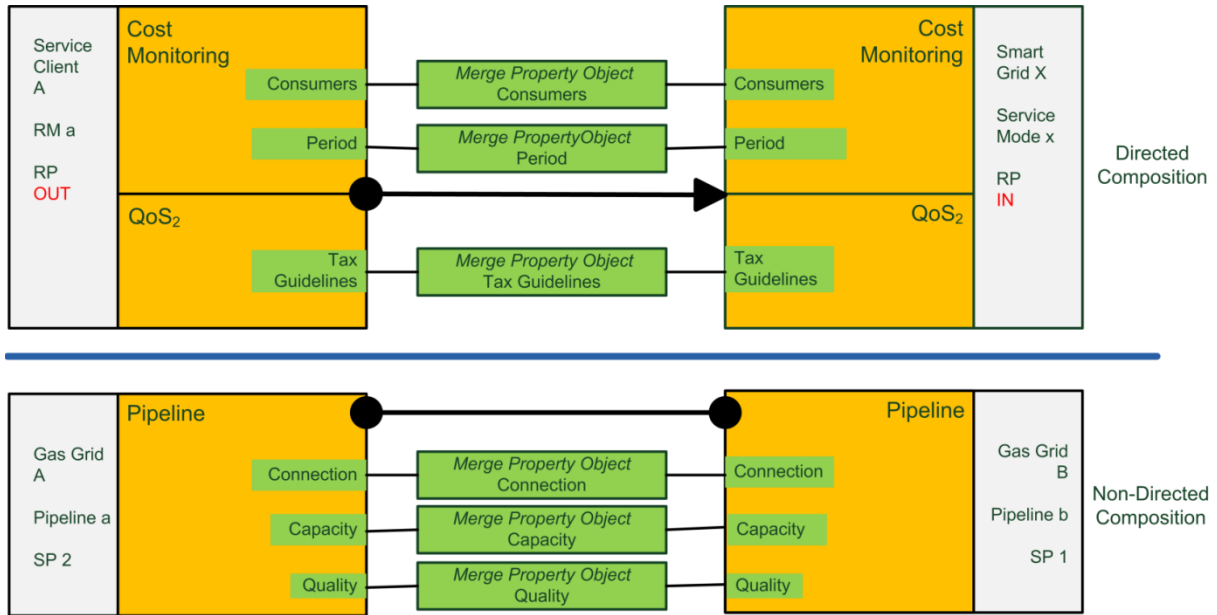 Service
Client
A
RM a
RP
OUT
Cost
Monitoring
Consumers
Period
QoS₂
Tax
Guidelines
Merge Property Object
Consumers
Merge PropertyObject
Period
Merge Property Object
Tax Guidelines
Cost
Monitoring
Consumers
Period
QoS₂
Tax
Guidelines
Smart
Grid X
Service
Mode x
RP
IN
Directed
Composition
Gas Grid
A
Pipeline a
SP 2
Pipeline
Connection
Capacity
Quality
Merge Property Object
Connection
Merge Property Object
Capacity
Merge Property Object
Quality
Pipeline
Connection
Capacity
Quality
Gas Grid
B
Pipeline b
SP 1
Non-Directed
Composition